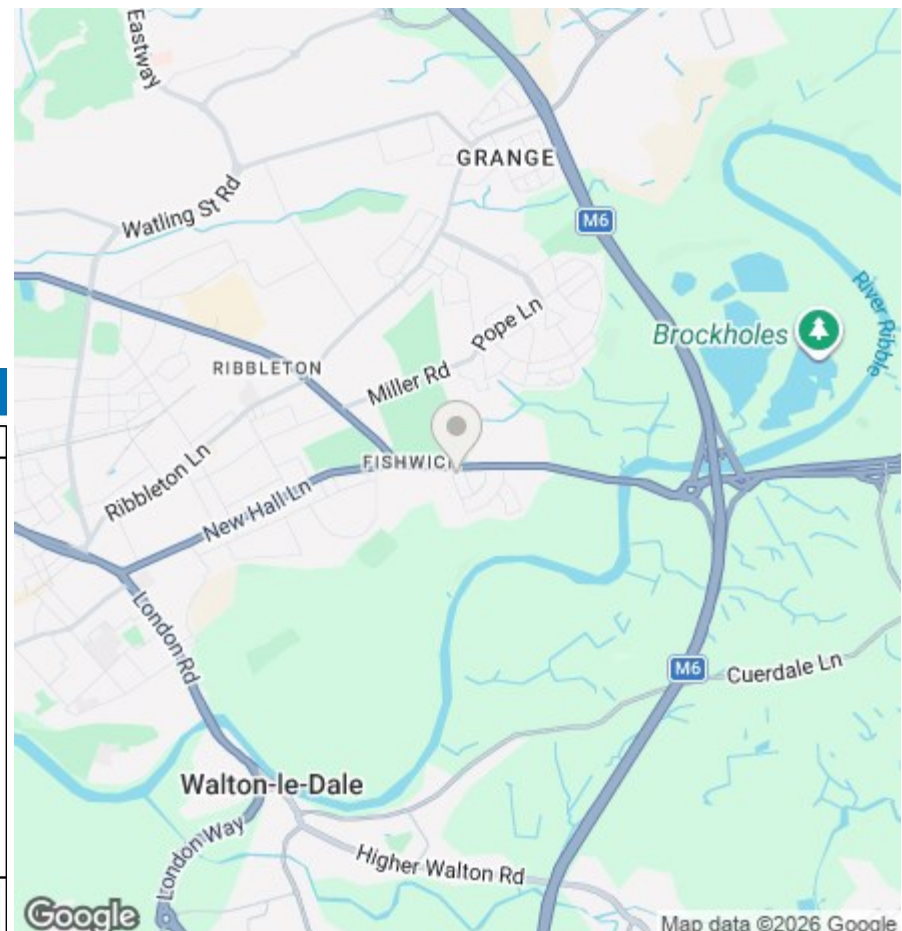 Eastway
GRANGE
Watling St Rd
M6
River Ribble
Pope Ln
Brockholes
RIBBLETON
Miller Rd
FISHWIC
Ribbleton Ln
New Hall Ln
London Rd
M6
Cuerdale Ln
Walton-le-Dale
London Way
Higher Walton Rd
Google
Map data ©2026 Google